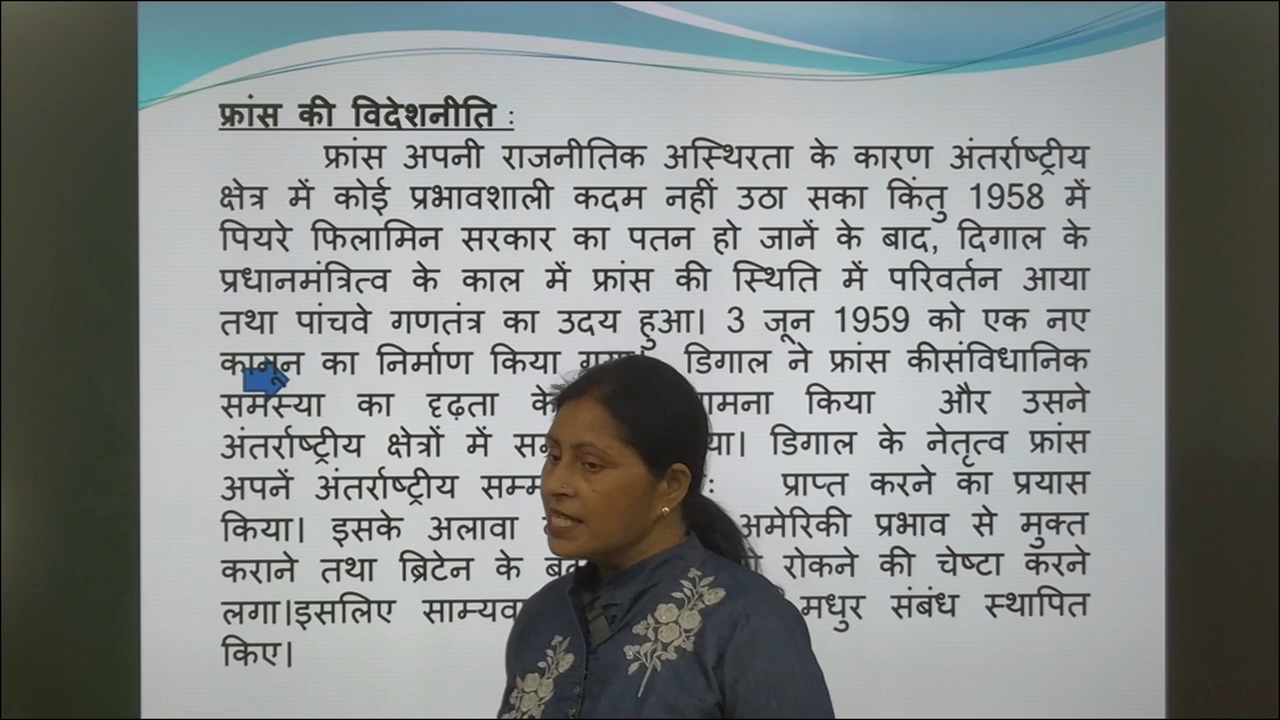 फ्रांस की विदेशनीति :
फ्रांस अपनी राजनीतिक अस्थिरता के कारण अंतर्राष्ट्रीय
क्षेत्र में कोई प्रभावशाली कदम नहीं उठा सका किंतु 1958 में
पियरे फिलामिन सरकार का पतन हो जानें के बाद, दिगाल के
प्रधानमंत्रित्व के काल में फ्रांस की स्थिति में परिवर्तन आया
तथा पांचवे गणतंत्र का उदय हुआ। 3 जून 1959 को एक नए
कानून का निर्माण किया गया। डिगाल ने फ्रांस कीसंविधानिक
समस्या का दृढ़ता के किया और उसने
अंतर्राष्ट्रीय क्षेत्रों में डिगाल के नेतृत्व फ्रांस
अपनें अंतर्राष्ट्रीय प्राप्त करने का प्रयास
किया। इसके अलावा अमेरिकी प्रभाव से मुक्त
कराने तथा ब्रिटेन के रोकने की चेष्टा करने
लगा।इसलिए मधुर संबंध स्थापित
किए।